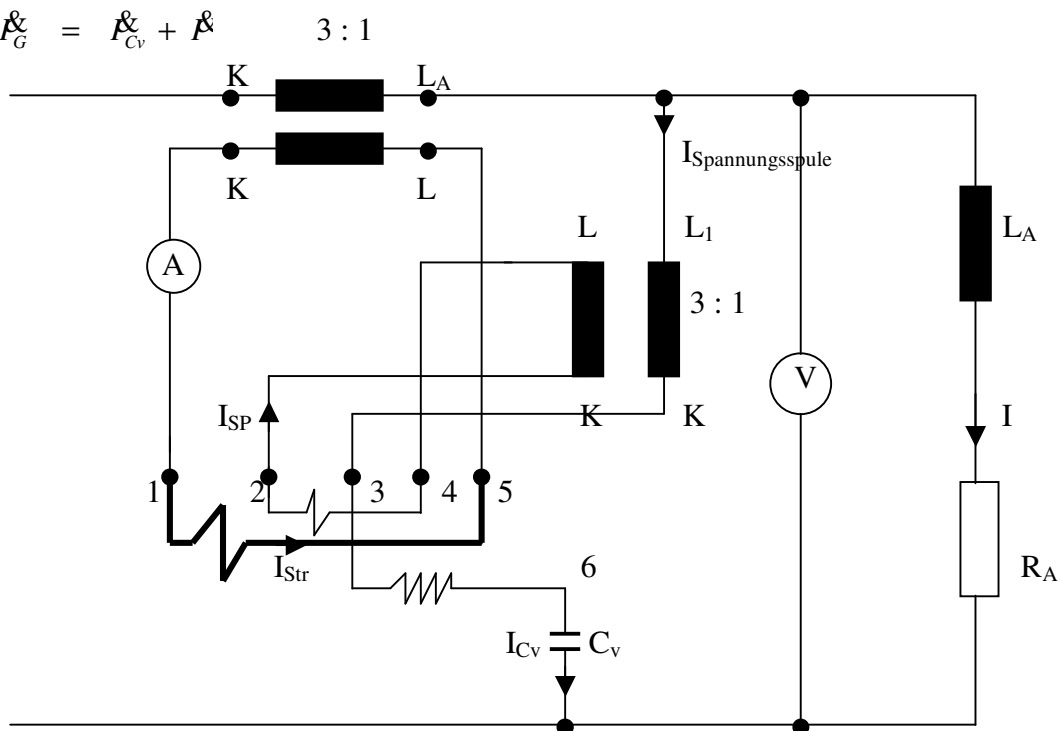 3 : 1
K L_A
I_Spannungsspule
K L
L L_1 L_A
A
3 : 1
V
I_SP K K I
1 2 3 4 5
I_Str 6 R_A
I_Cv C_v